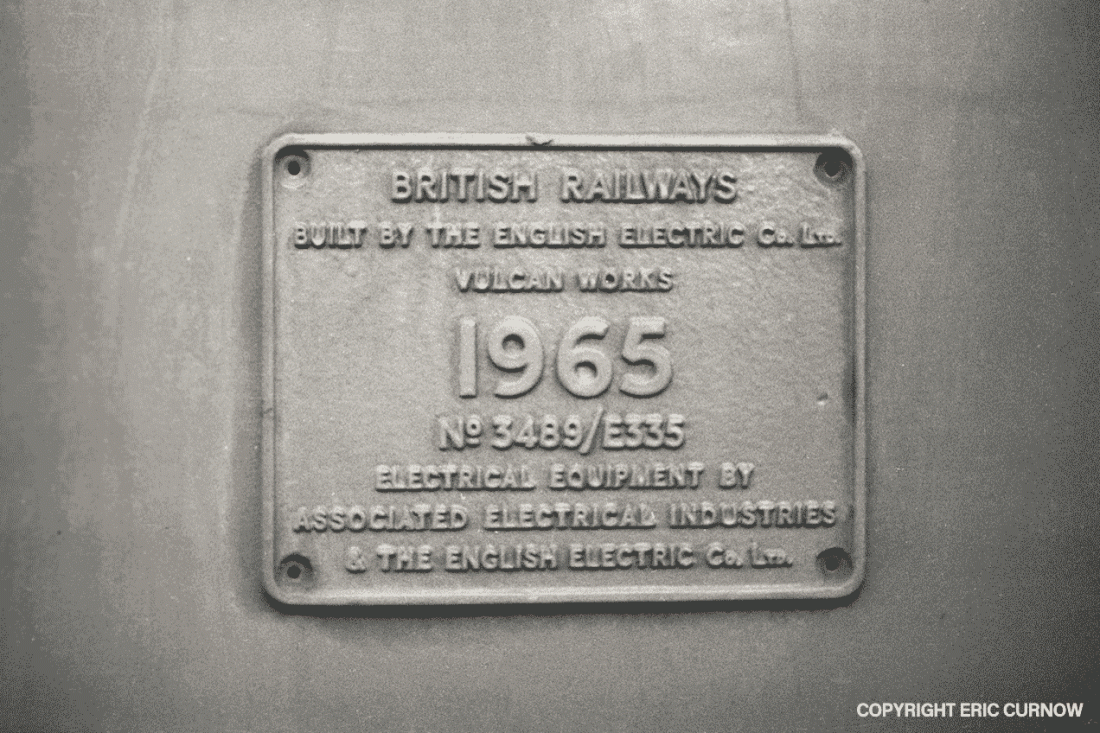 BRITISH RAILWAYS
BUILT BY THE ENGLISH ELECTRIC Co. LTD.
VULCAN WORKS
1965
Nº 3489/E335
ELECTRICAL EQUIPMENT BY
ASSOCIATED ELECTRICAL INDUSTRIES
& THE ENGLISH ELECTRIC Co. LTD.
COPYRIGHT ERIC CURNOW